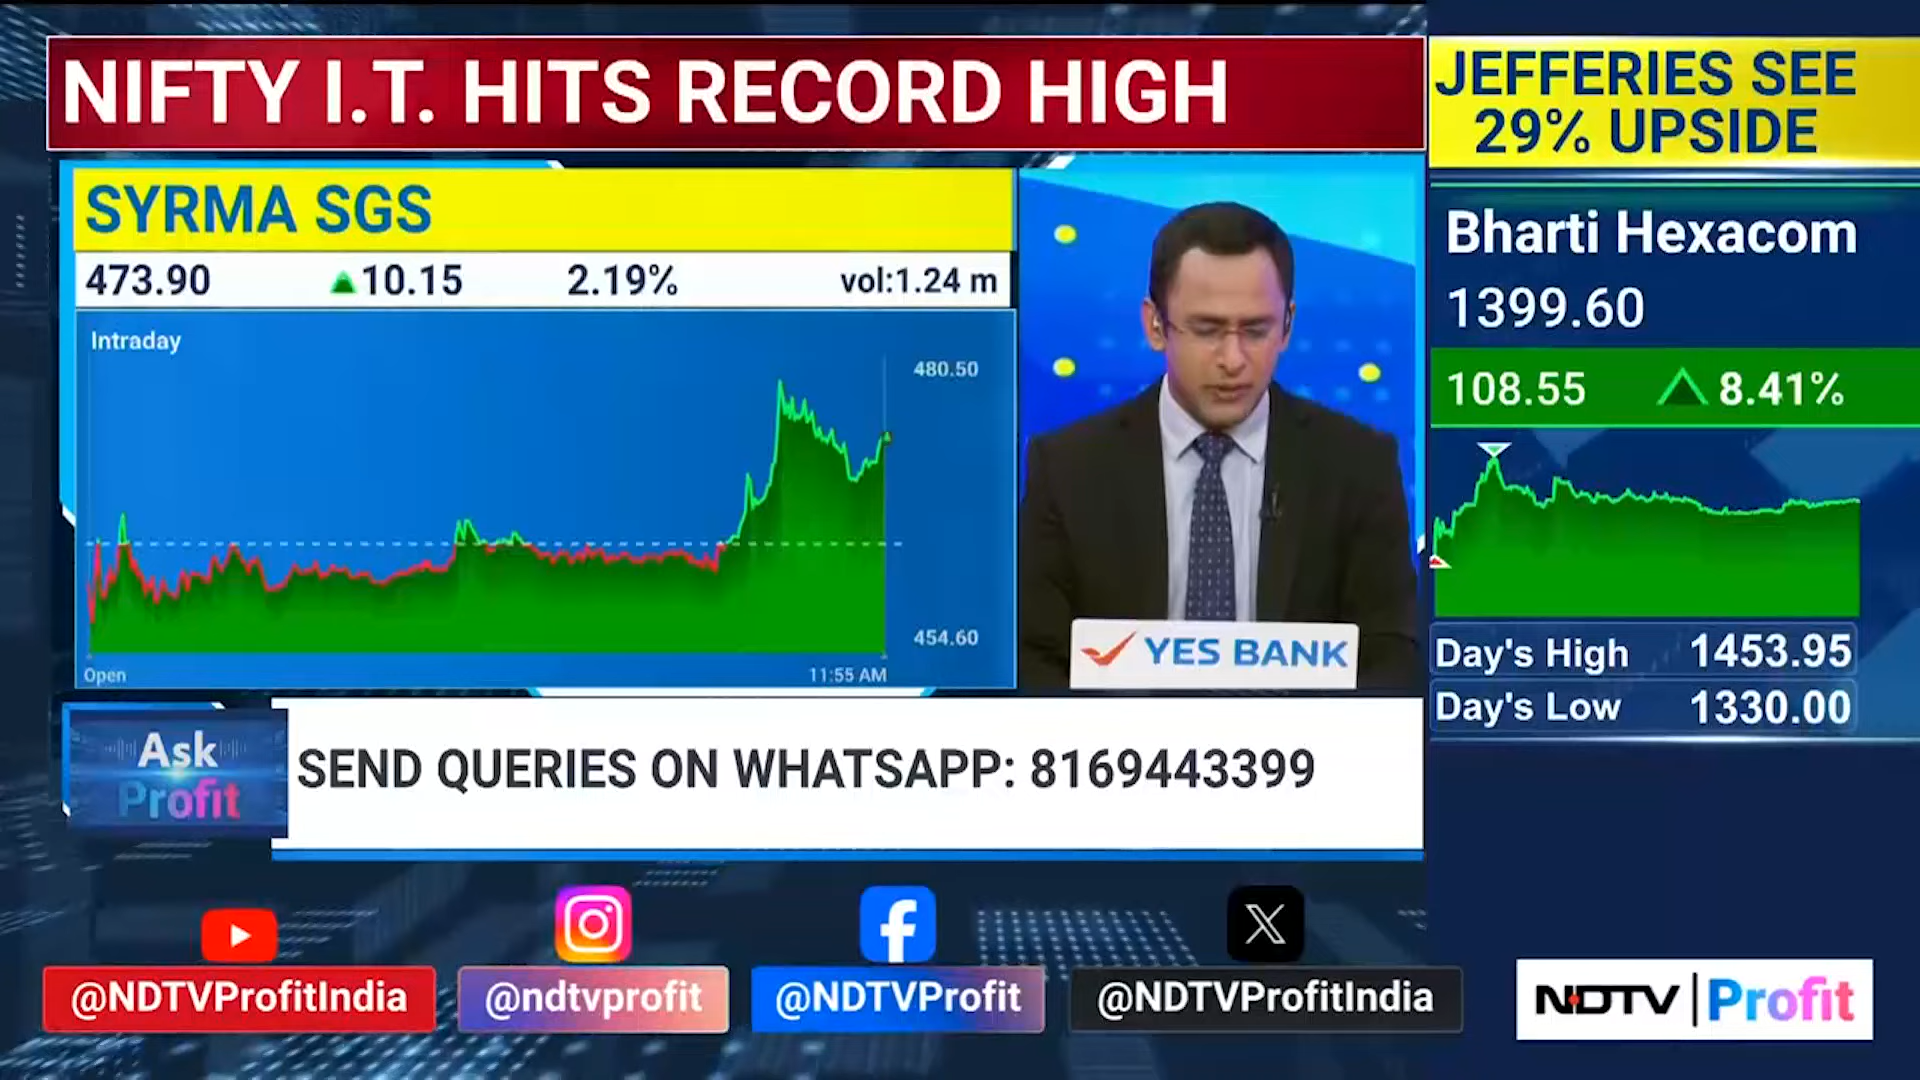 NIFTY I.T. HITS RECORD HIGH
JEFFERIES SEE
29% UPSIDE
SYRMA SGS
473.90 10.15 2.19% vol:1.24 m
Intraday
480.50
454.60
Open 11:55 AM
YES BANK
Bharti Hexacom
1399.60
108.55 8.41%
Day's High 1453.95
Day's Low 1330.00
Ask
Profit
SEND QUERIES ON WHATSAPP: 8169443399
@NDTVProfitIndia
@ndtvprofit
@NDTVProfit
@NDTVProfitIndia
NDTV Profit